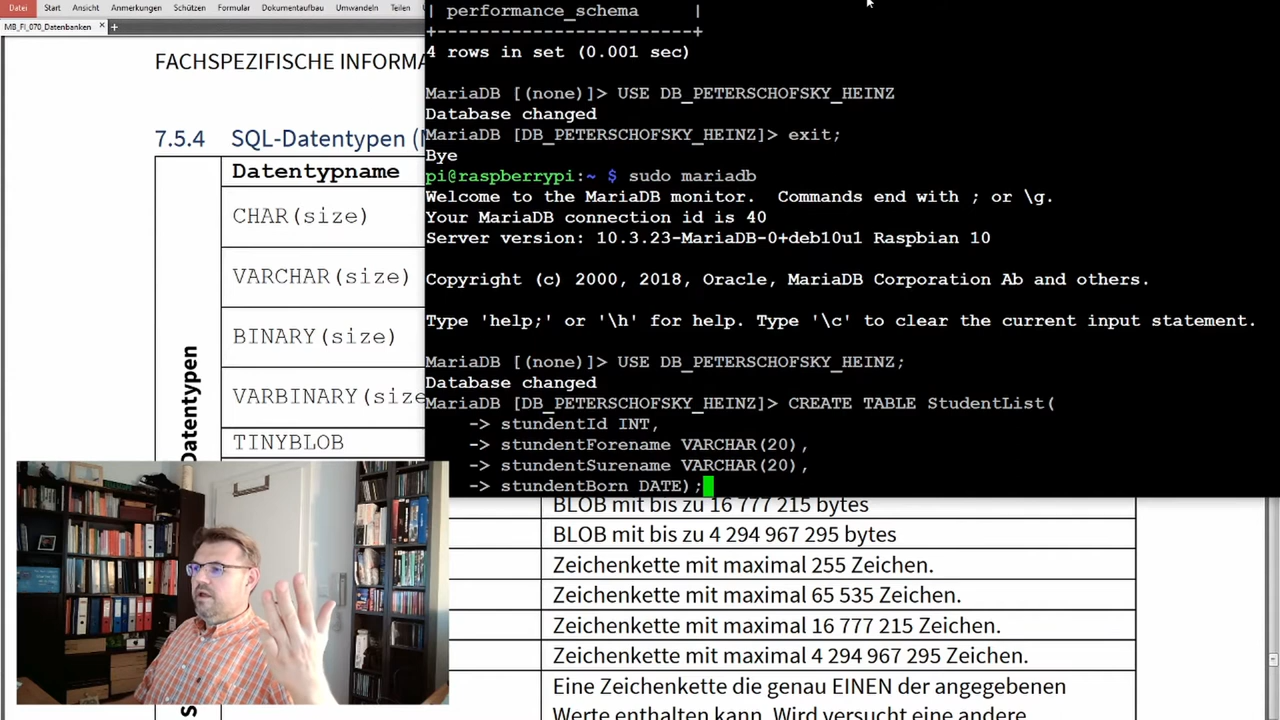 Datei Start Ansicht Anmerkungen Schützen Formular Dokumentaufbau Umwandeln Teilen
MB_FI_070_Datenbanken × +
FACHSPEZIFISCHE INFORMA
7.5.4 SQL-Datentypen (M
Datentypname
CHAR(size)
VARCHAR(size)
BINARY(size)
VARBINARY(size
TINYBLOB
Datentypen
| performance_schema |
+--------------------+
4 rows in set (0.001 sec)
MariaDB [(none)]> USE DB_PETERSCHOFSKY_HEINZ
Database changed
MariaDB [DB_PETERSCHOFSKY_HEINZ]> exit;
Bye
pi@raspberrypi:~ $ sudo mariadb
Welcome to the MariaDB monitor. Commands end with ; or \g.
Your MariaDB connection id is 40
Server version: 10.3.23-MariaDB-0+deb10u1 Raspbian 10
Copyright (c) 2000, 2018, Oracle, MariaDB Corporation Ab and others.
Type 'help;' or '\h' for help. Type '\c' to clear the current input statement.
MariaDB [(none)]> USE DB_PETERSCHOFSKY_HEINZ;
Database changed
MariaDB [DB_PETERSCHOFSKY_HEINZ]> CREATE TABLE StudentList(
-> stundentId INT,
-> stundentForename VARCHAR(20),
-> stundentSurename VARCHAR(20),
-> stundentBorn DATE);
BLOB mit bis zu 16 777 215 bytes
BLOB mit bis zu 4 294 967 295 bytes
Zeichenkette mit maximal 255 Zeichen.
Zeichenkette mit maximal 65 535 Zeichen.
Zeichenkette mit maximal 16 777 215 Zeichen.
Zeichenkette mit maximal 4 294 967 295 Zeichen.
Eine Zeichenkette die genau EINEN der angegebenen
Werte enthalten kann. Wird versucht eine andere